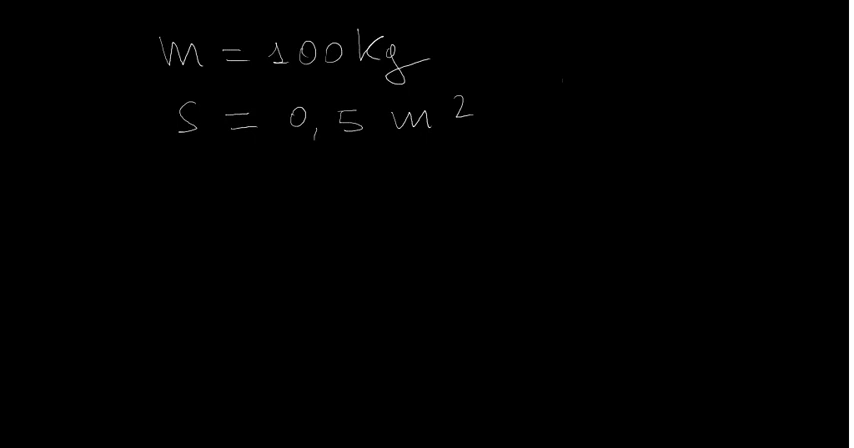 m = 100 kg
S = 0,5 m²